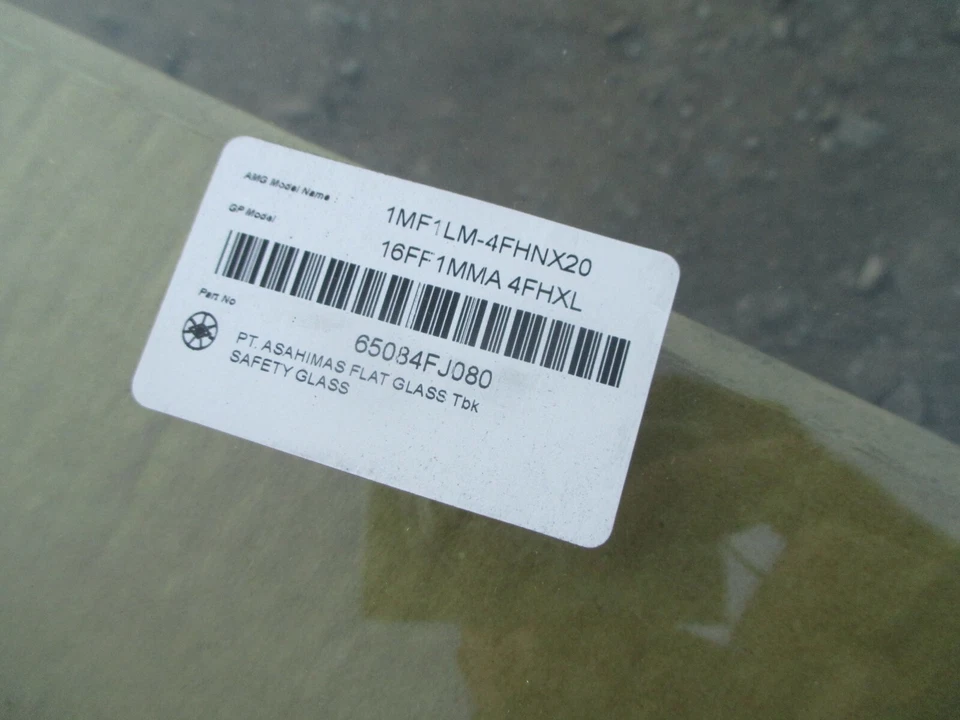 AMG Model Name :
1MF1LM-4FHNX20
GP Model
16FF1MMA 4FHXL
Part No
65084FJ080
PT. ASAHIMAS FLAT GLASS Tbk
SAFETY GLASS